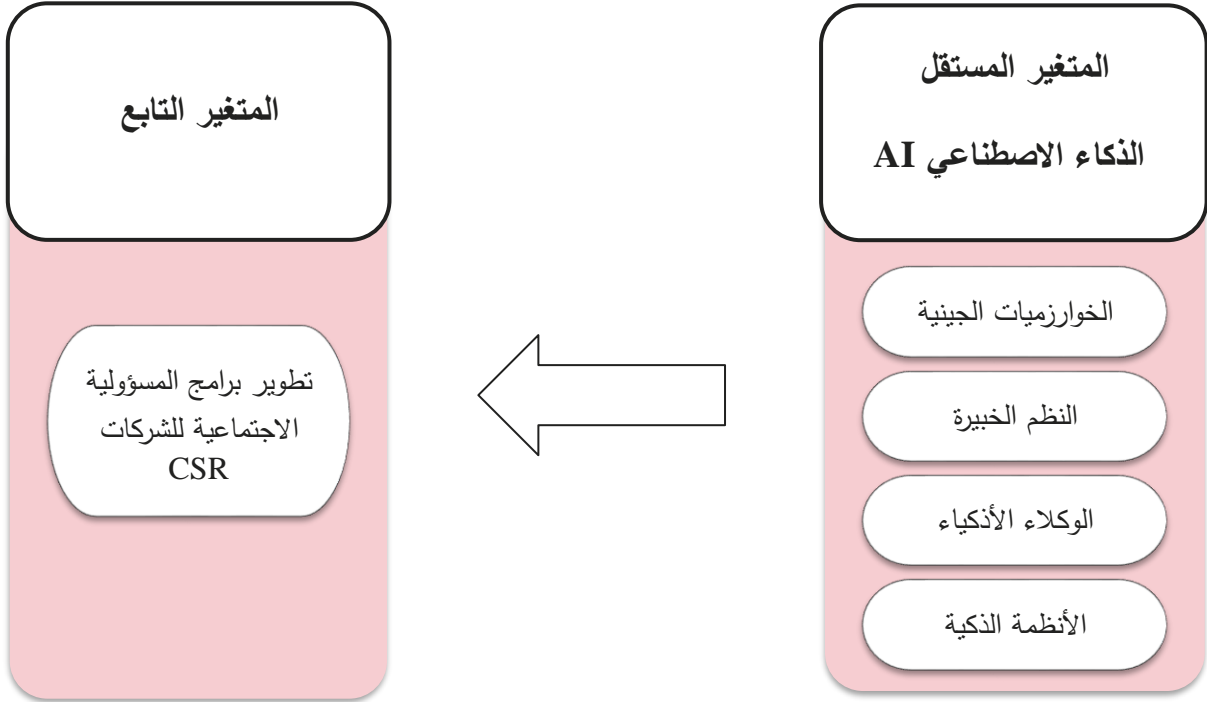 المتغير المستقل
الذكاء الاصطناعي AI
الخوارزميات الجينية
النظم الخبيرة
الوكلاء الأذكياء
الأنظمة الذكية
المتغير التابع
تطوير برامج المسؤولية
الاجتماعية للشركات
CSR